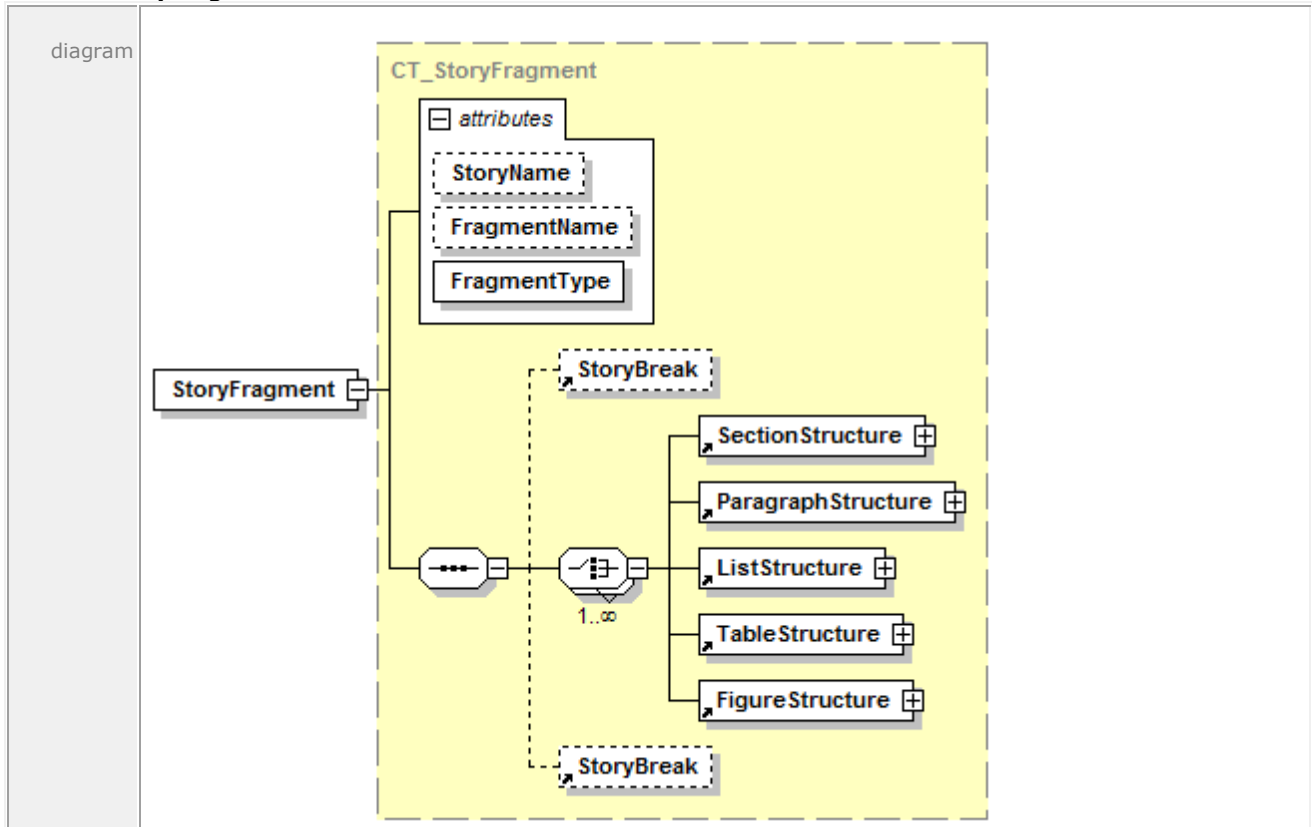 diagram
CT_StoryFragment
attributes
StoryName
FragmentName
FragmentType
StoryBreak
StoryFragment
SectionStructure
ParagraphStructure
ListStructure
1..∞
TableStructure
FigureStructure
StoryBreak